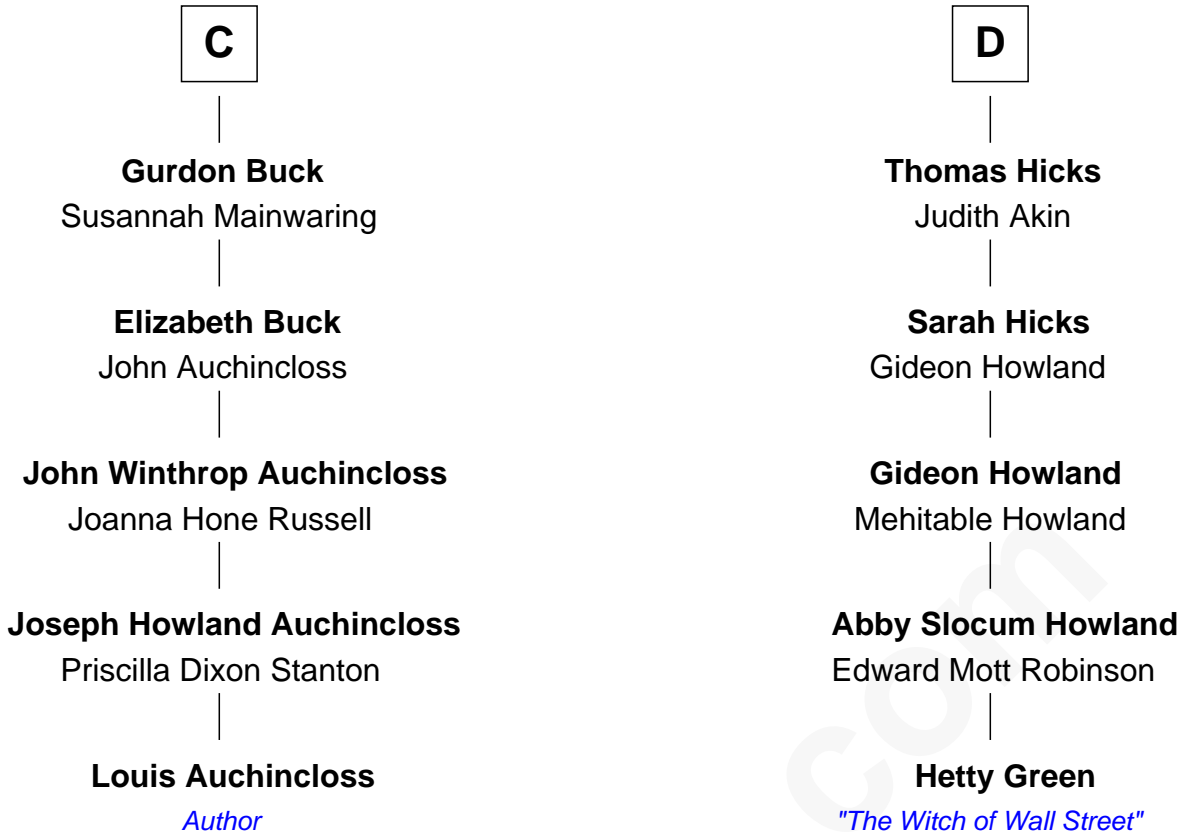 C
Gurdon Buck
Susannah Mainwaring
Elizabeth Buck
John Auchincloss
John Winthrop Auchincloss
Joanna Hone Russell
Joseph Howland Auchincloss
Priscilla Dixon Stanton
Louis Auchincloss
Author
D
Thomas Hicks
Judith Akin
Sarah Hicks
Gideon Howland
Gideon Howland
Mehitable Howland
Abby Slocum Howland
Edward Mott Robinson
Hetty Green
"The Witch of Wall Street"
com